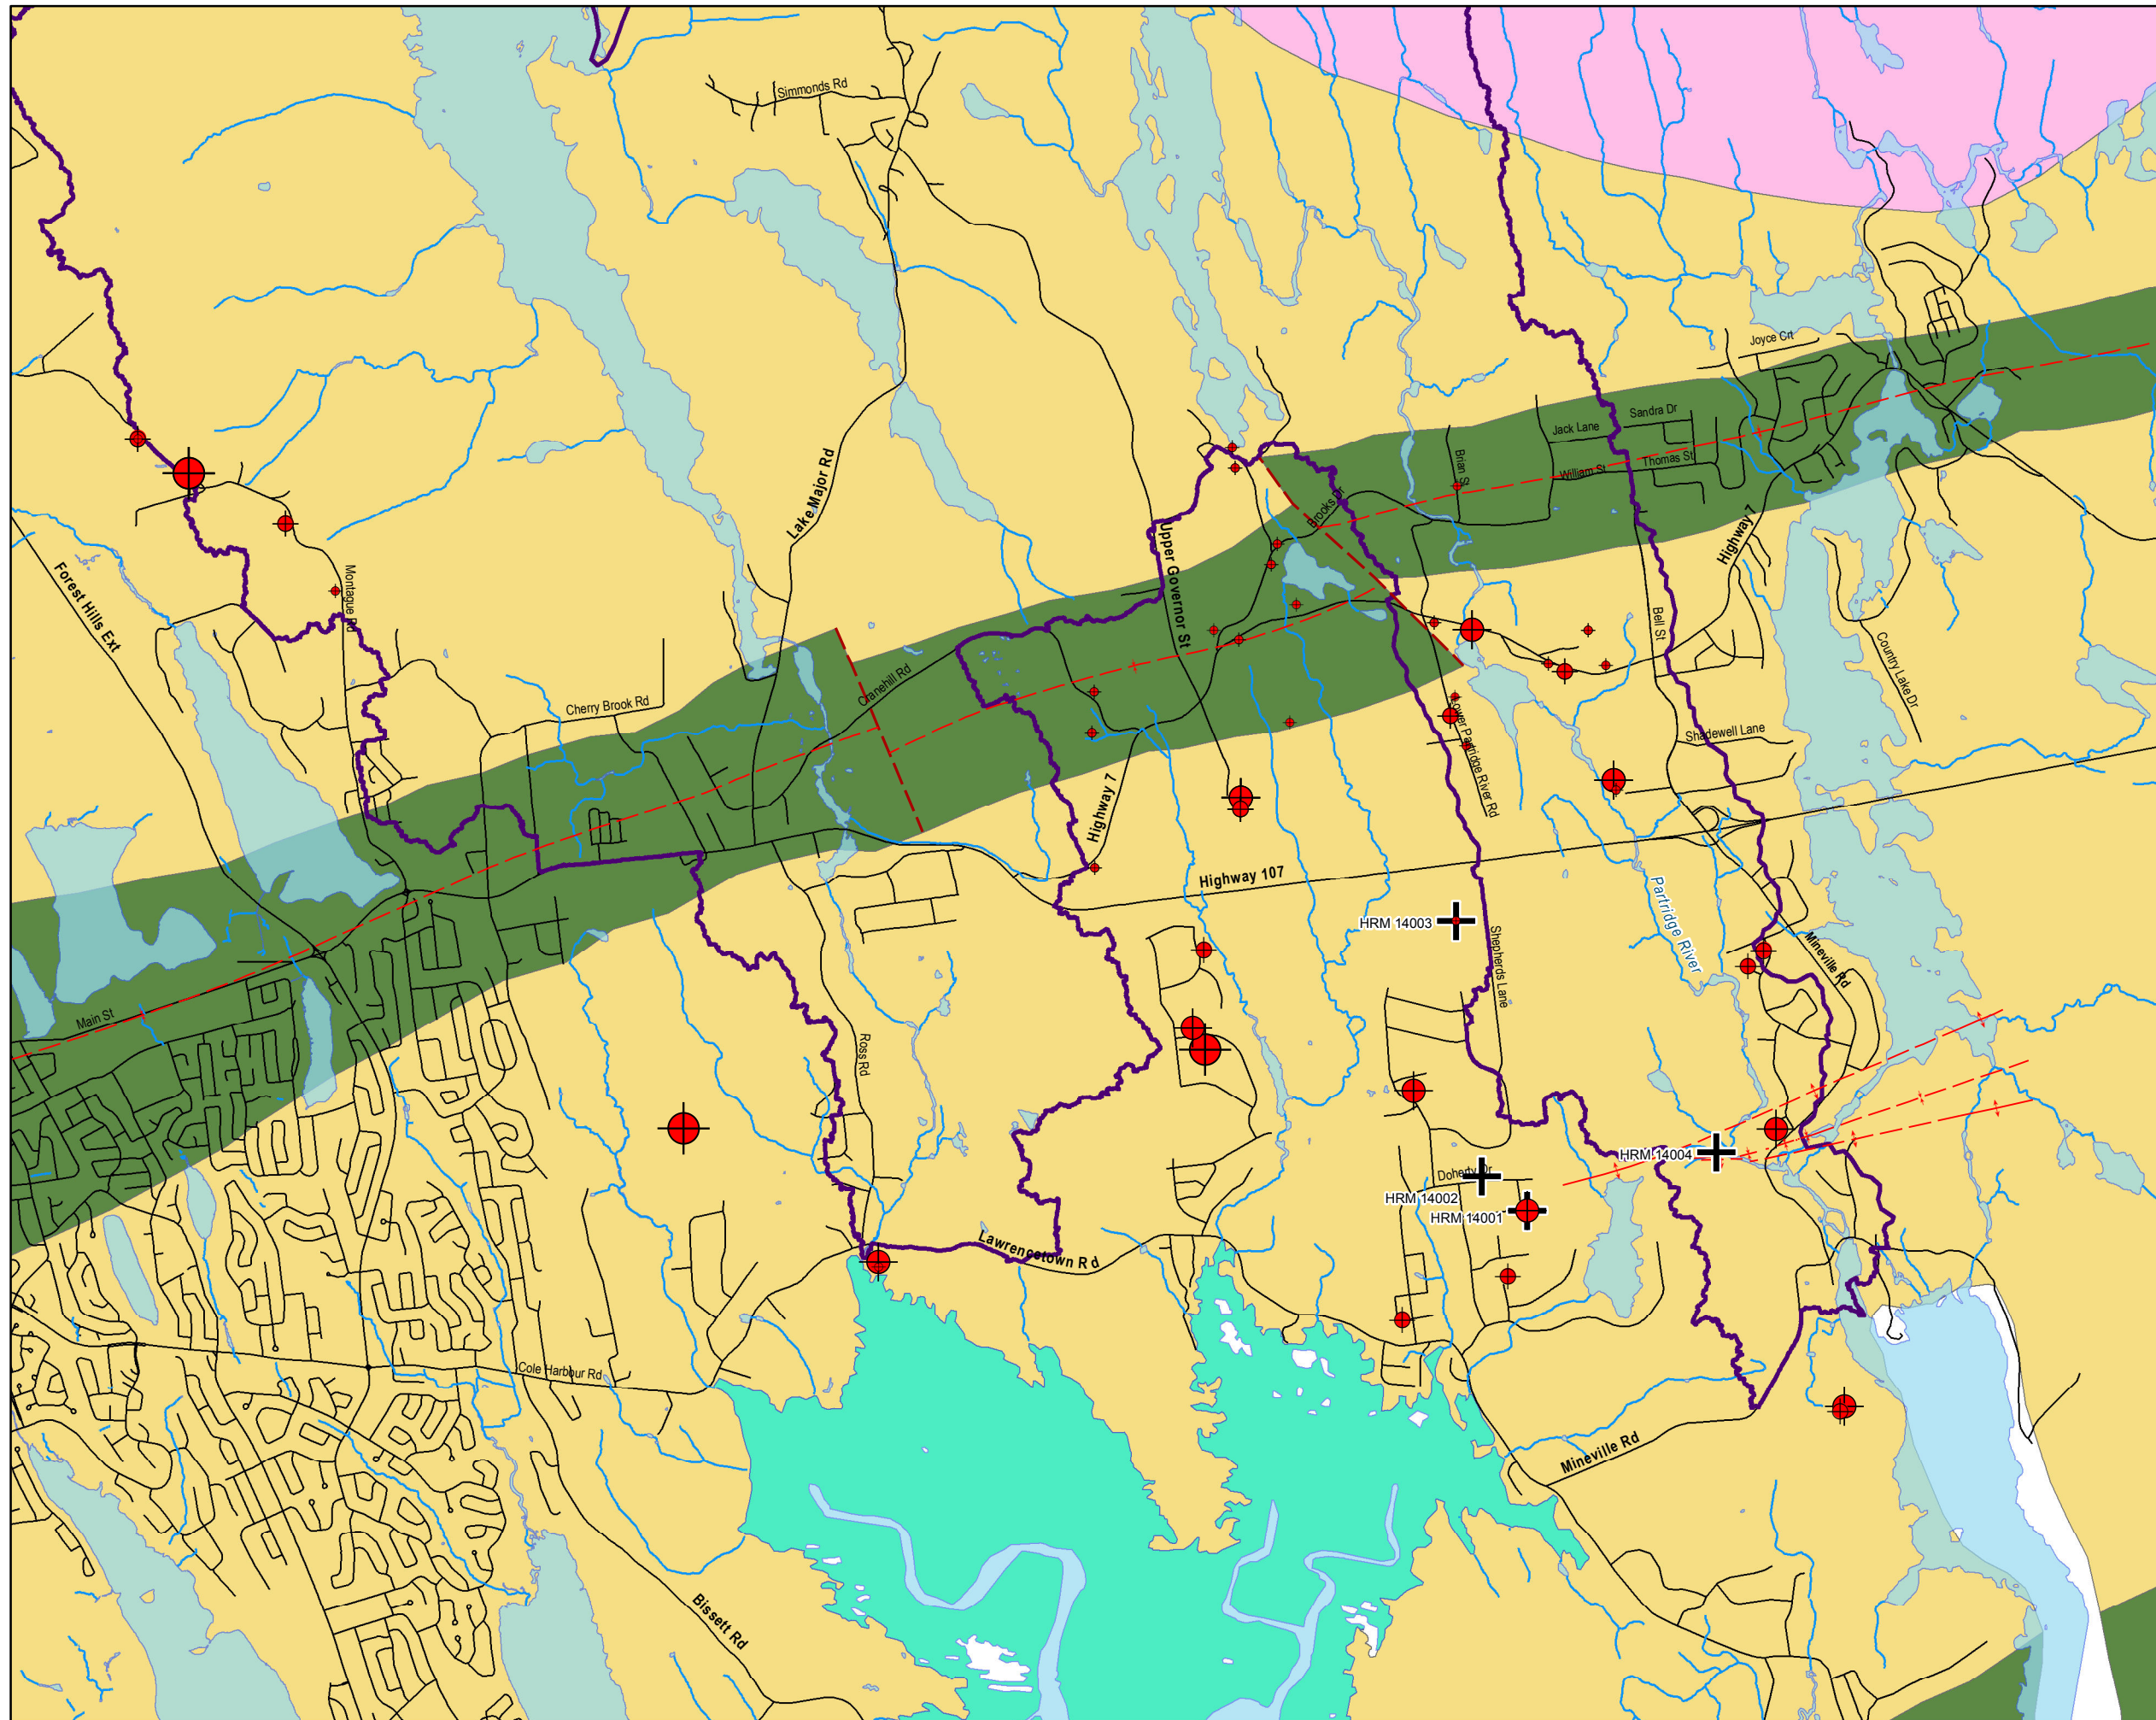 Simmonds Rd
Joyce Crt
Sandra Dr
Jack Lane
Brian St
Thomas St
William St
Lake Major Rd
Brooks Dr
Highway 7
Upper Governor St
Forest Hills Ext
Montague Rd
Bell St
Country Lake Dr
Cranehill Rd
Cherry Brook Rd
Lower Partridge River Rd
Shadewell Lane
Highway 7
Highway 107
Partridge River
HRM 14003
Shepherds Lane
Mineville Rd
Main St
Ross Rd
HRM 14004
Doherty Dr
HRM 14002
HRM 14001
Lawrencetown Rd
Cole Harbour Rd
Mineville Rd
Bissett Rd